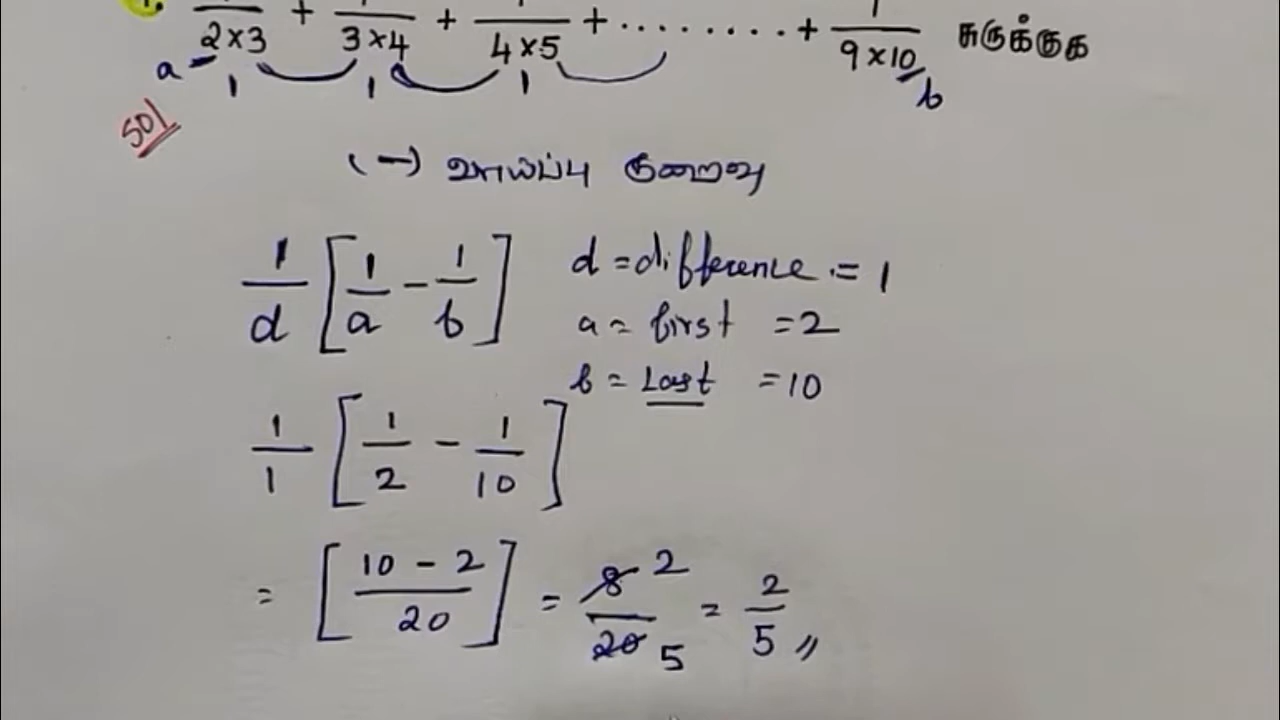 1/(2×3) + 1/(3×4) + 1/(4×5) + ........ + 1/(9×10) சுருக்குக
a 1 1 1 b
Sol
(−) வாய்ப்பு குறைவு
1/d [1/a − 1/b] d = difference = 1
a = first = 2
b = Last = 10
1/1 [1/2 − 1/10]
= [(10 − 2)/20] = 8/20 2 5 = 2/5 //